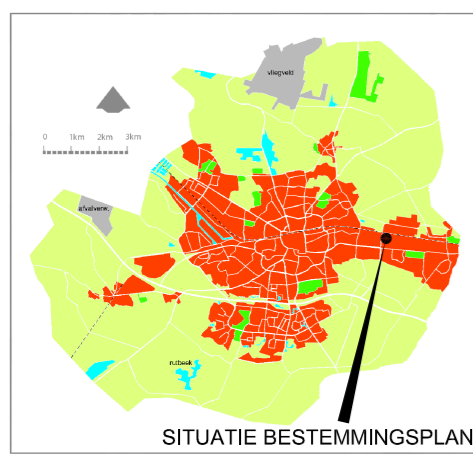 vliegveld
0 1km 2km 3km
afvalverw.
rutbeek
SITUATIE BESTEMMINGSPLAN